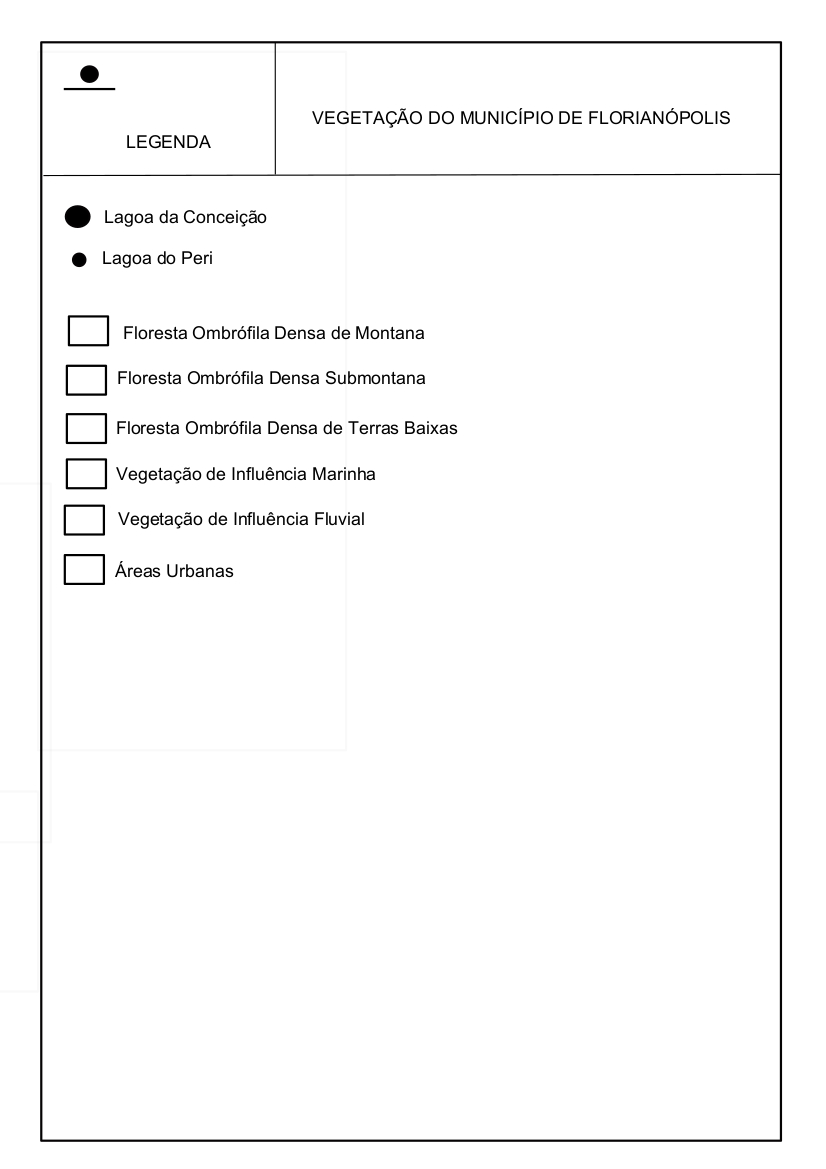 LEGENDA
VEGETAÇÃO DO MUNICÍPIO DE FLORIANÓPOLIS
Lagoa da Conceição
Lagoa do Peri
Floresta Ombrófila Densa de Montana
Floresta Ombrófila Densa Submontana
Floresta Ombrófila Densa de Terras Baixas
Vegetação de Influência Marinha
Vegetação de Influência Fluvial
Áreas Urbanas